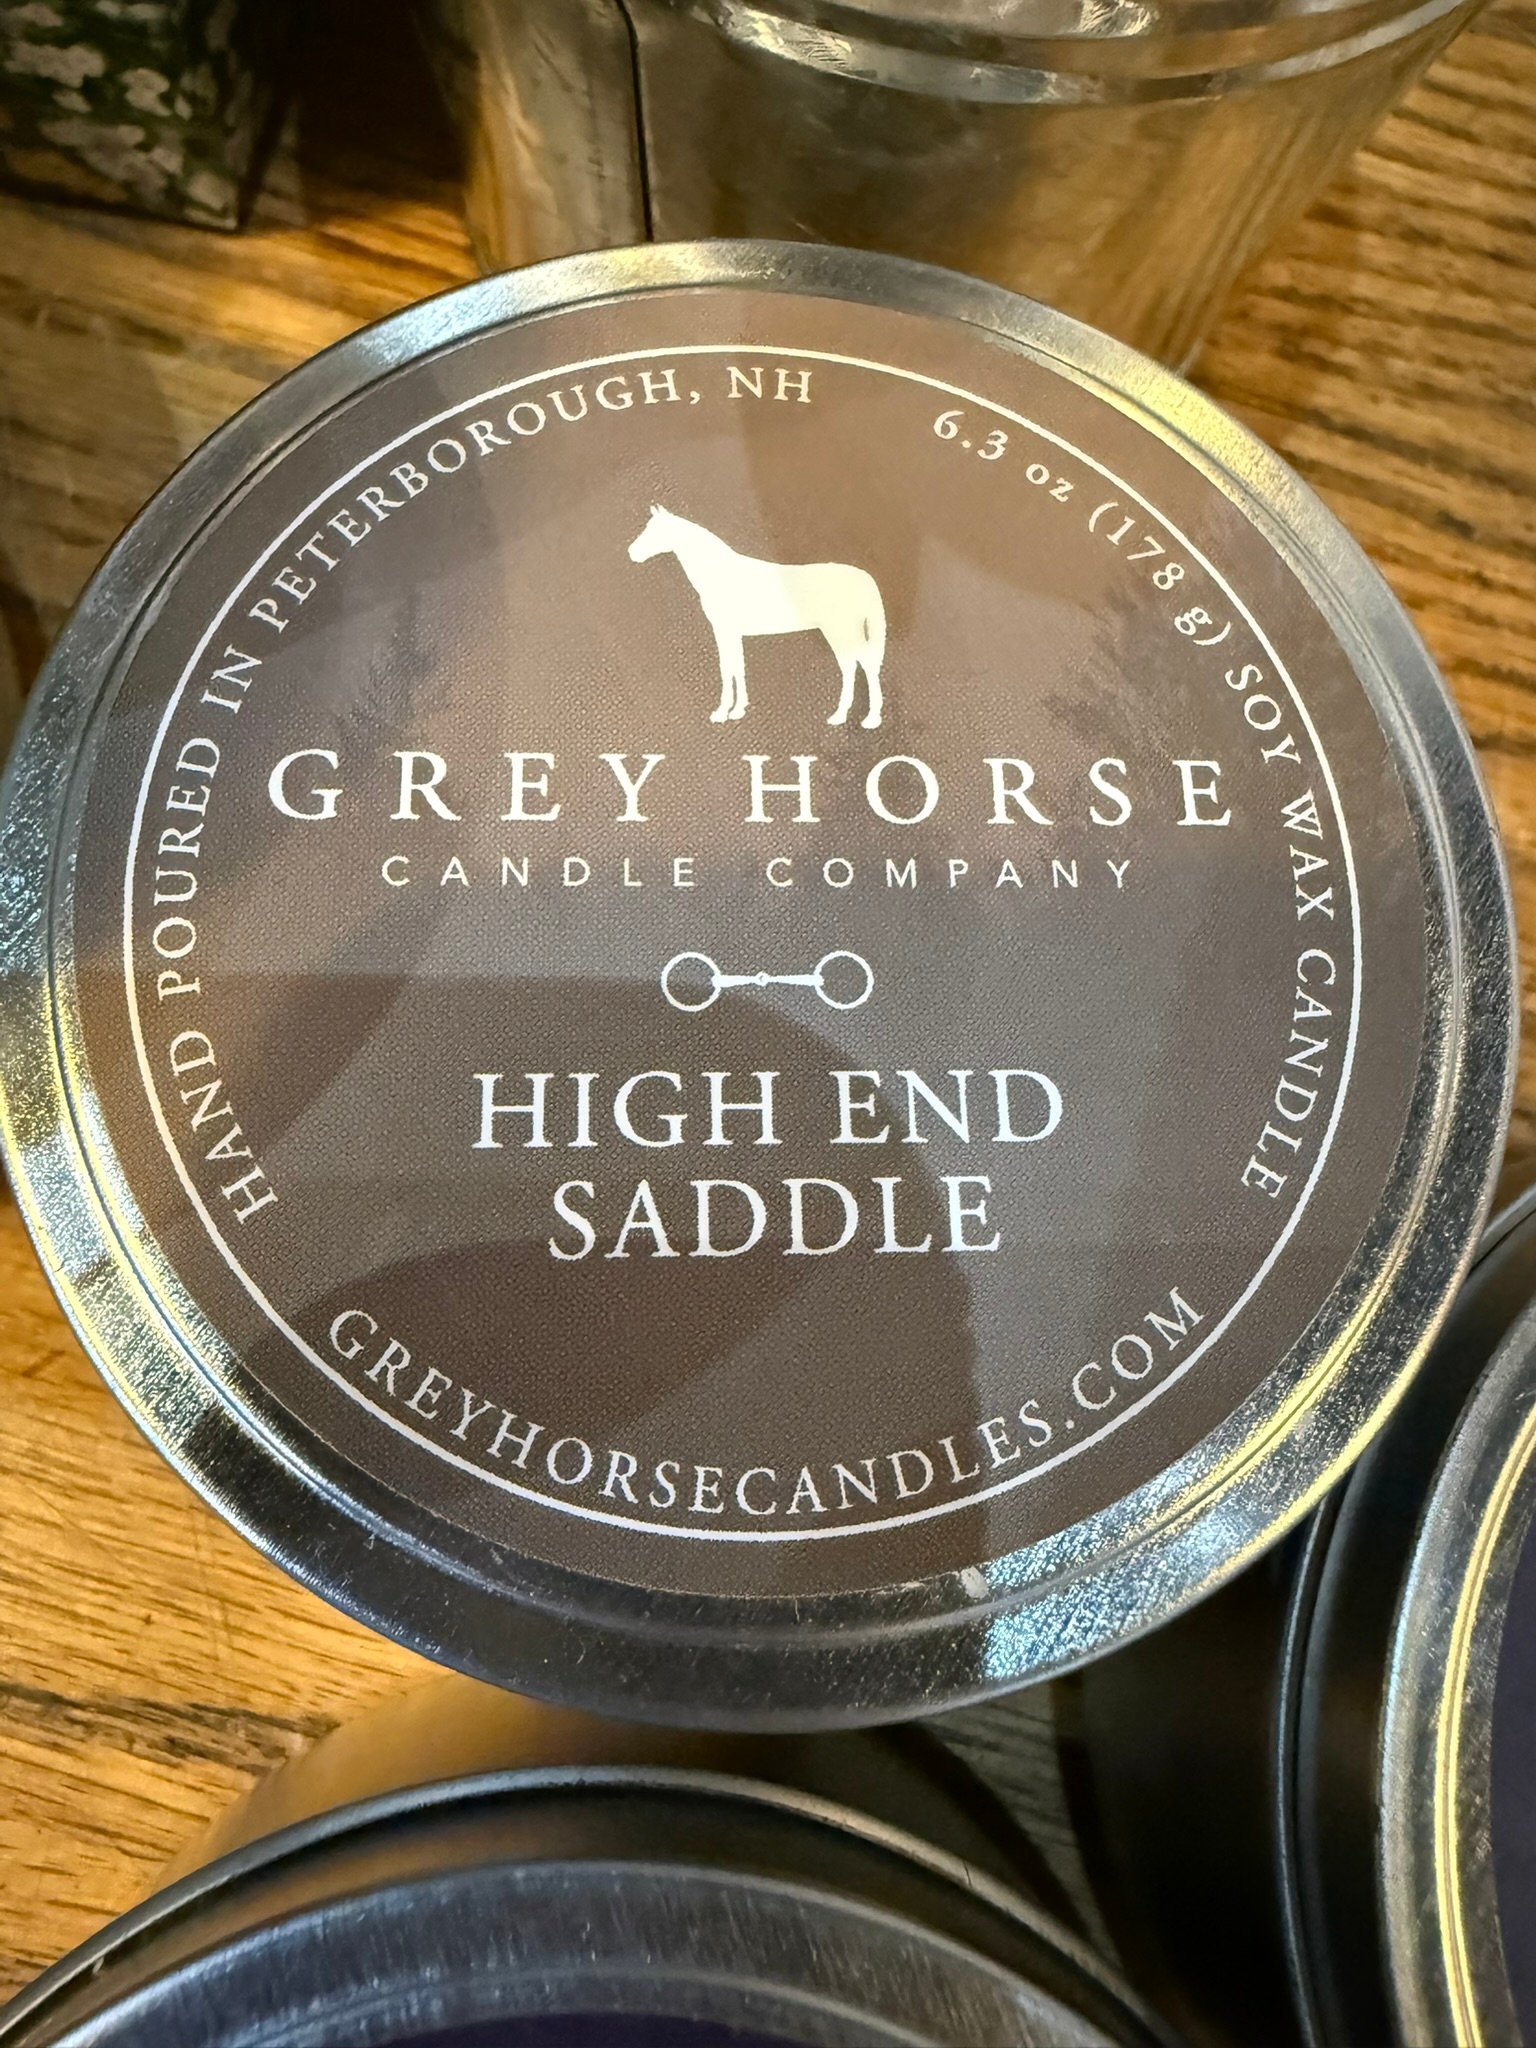 HAND POURED IN PETERBOROUGH, NH
6.3 oz (178 g) SOY WAX CANDLE
GREY HORSE
CANDLE COMPANY
HIGH END
SADDLE
GREYHORSECANDLES.COM